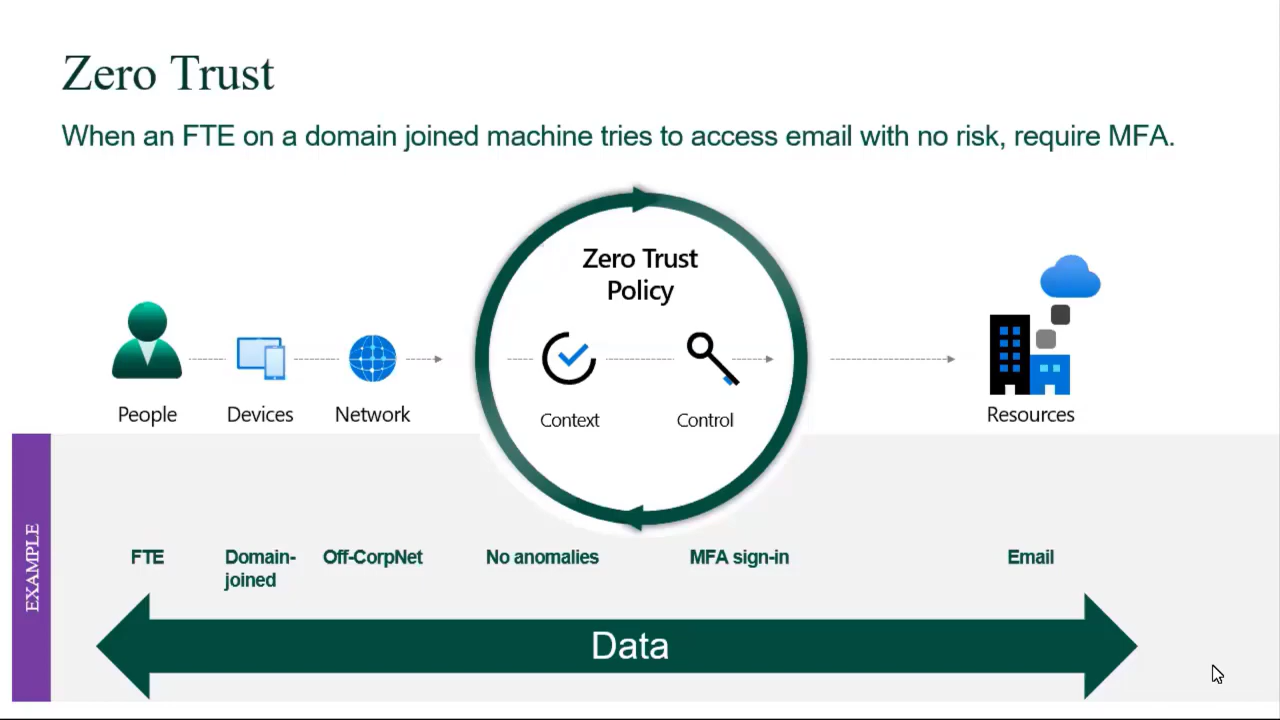 Zero Trust
When an FTE on a domain joined machine tries to access email with no risk, require MFA.
Zero Trust
Policy
People
Devices
Network
Context
Control
Resources
EXAMPLE
FTE
Domain-
joined
Off-CorpNet
No anomalies
MFA sign-in
Email
Data